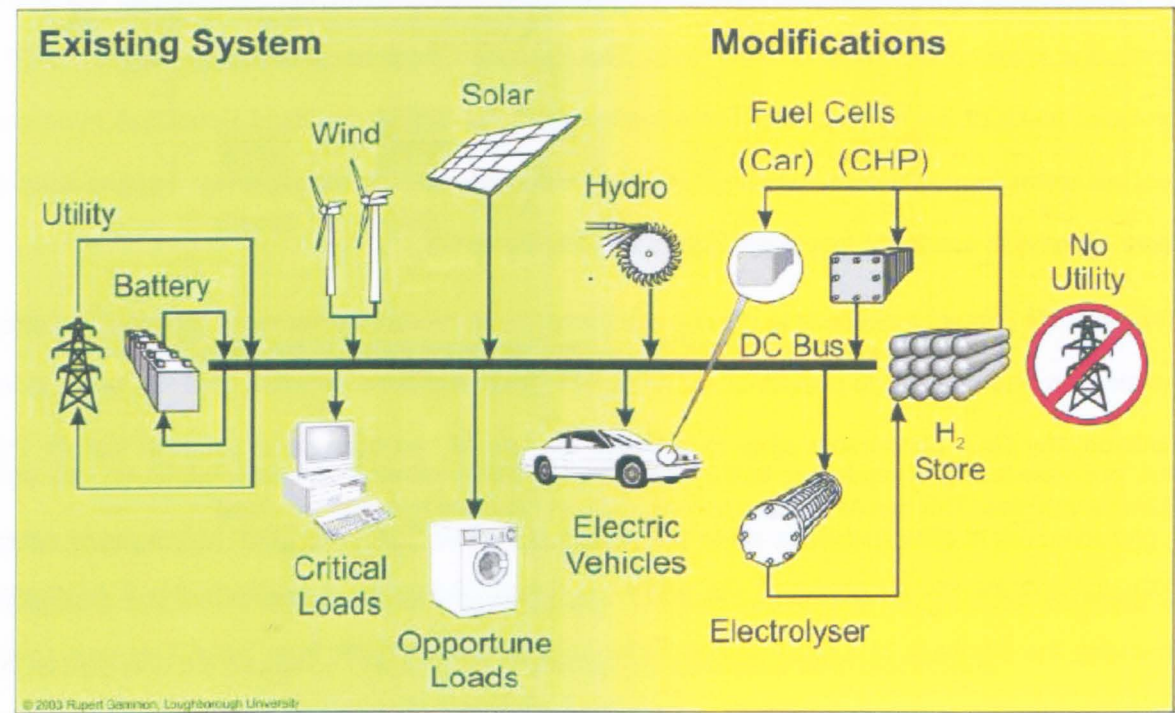 Existing System
Modifications
Solar
Wind
Fuel Cells
(Car) (CHP)
Hydro
Utility
Battery
No
Utility
DC Bus
H₂
Store
Critical
Loads
Opportune
Loads
Electric
Vehicles
Electrolyser
© 2003 Rupert Gammon, Loughborough University